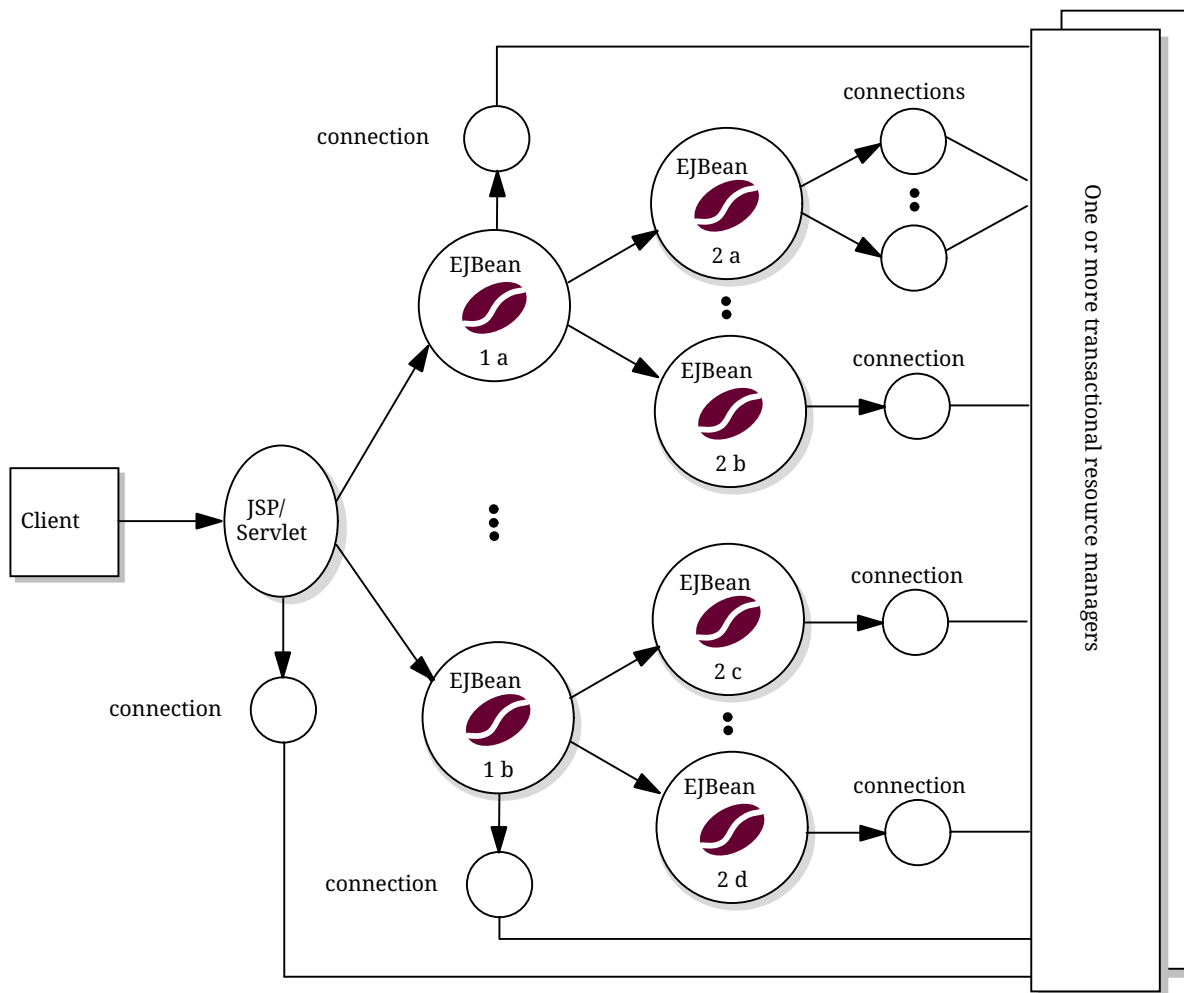 connections
connection
EJBean
2 a
EJBean
1 a
connection
EJBean
2 b
One or more transactional resource managers
Client
JSP/
Servlet
connection
EJBean
2 c
EJBean
1 b
connection
connection
EJBean
2 d
connection